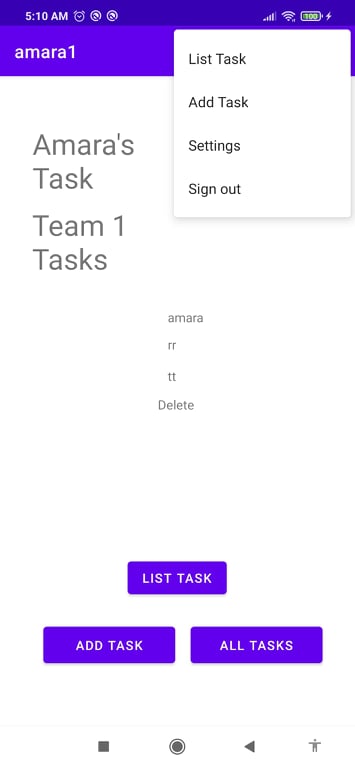 5:10 AM 100
amara1
List Task
Add Task
Settings
Sign out
Amara's
Task
Team 1
Tasks
amara
rr
tt
Delete
LIST TASK
ADD TASK ALL TASKS